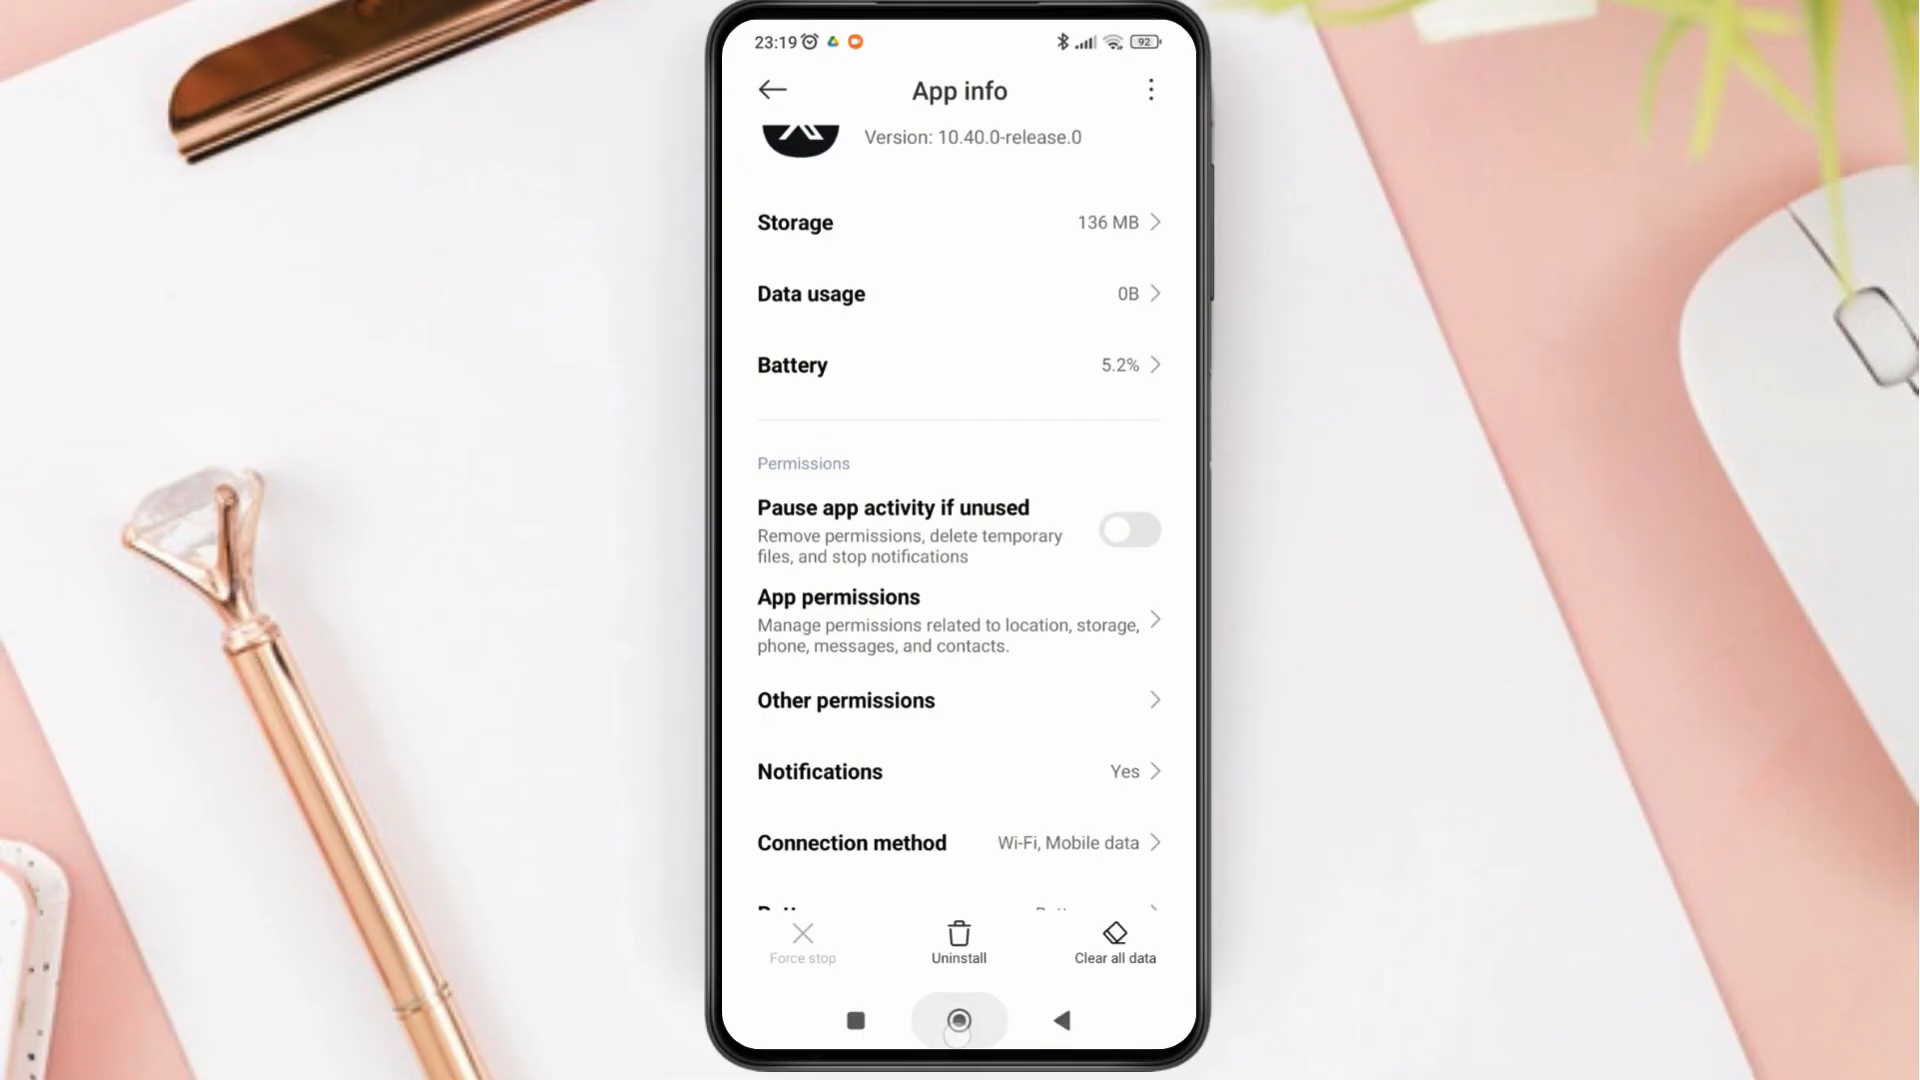 23:19
92
App info
Version: 10.40.0-release.0
Storage
136 MB
Data usage
0B
Battery
5.2%
Permissions
Pause app activity if unused
Remove permissions, delete temporary
files, and stop notifications
App permissions
Manage permissions related to location, storage,
phone, messages, and contacts.
Other permissions
Notifications
Yes
Connection method
Wi-Fi, Mobile data
Force stop
Uninstall
Clear all data